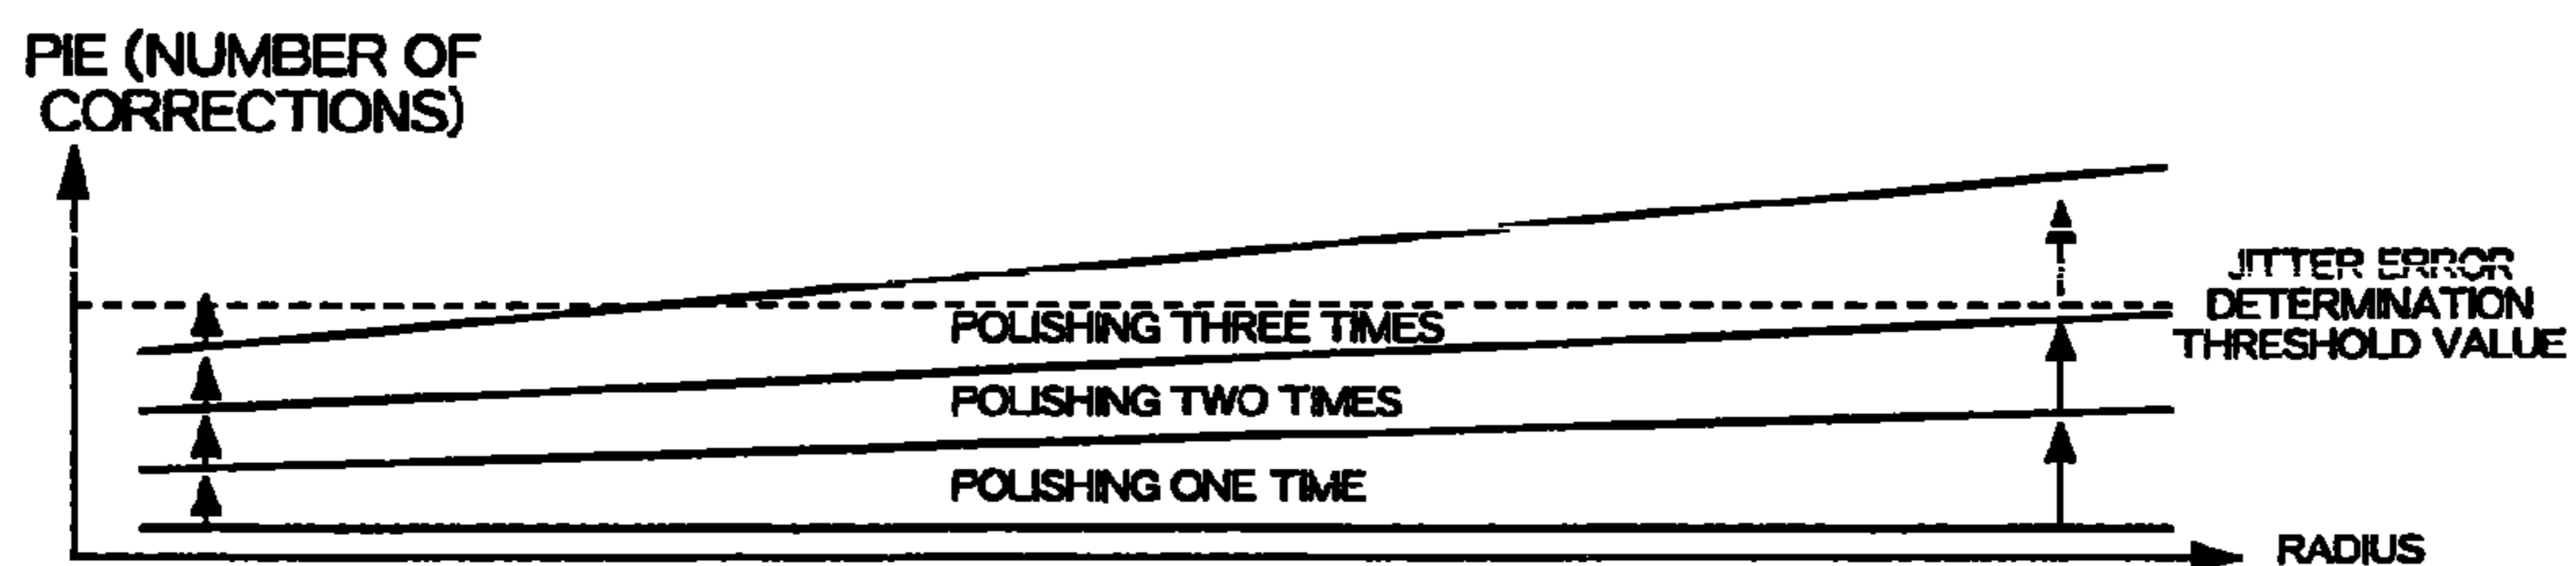 PIE (NUMBER OF
CORRECTIONS)
JITTER ERROR
DETERMINATION
THRESHOLD VALUE
POLISHING THREE TIMES
POLISHING TWO TIMES
POLISHING ONE TIME
RADIUS